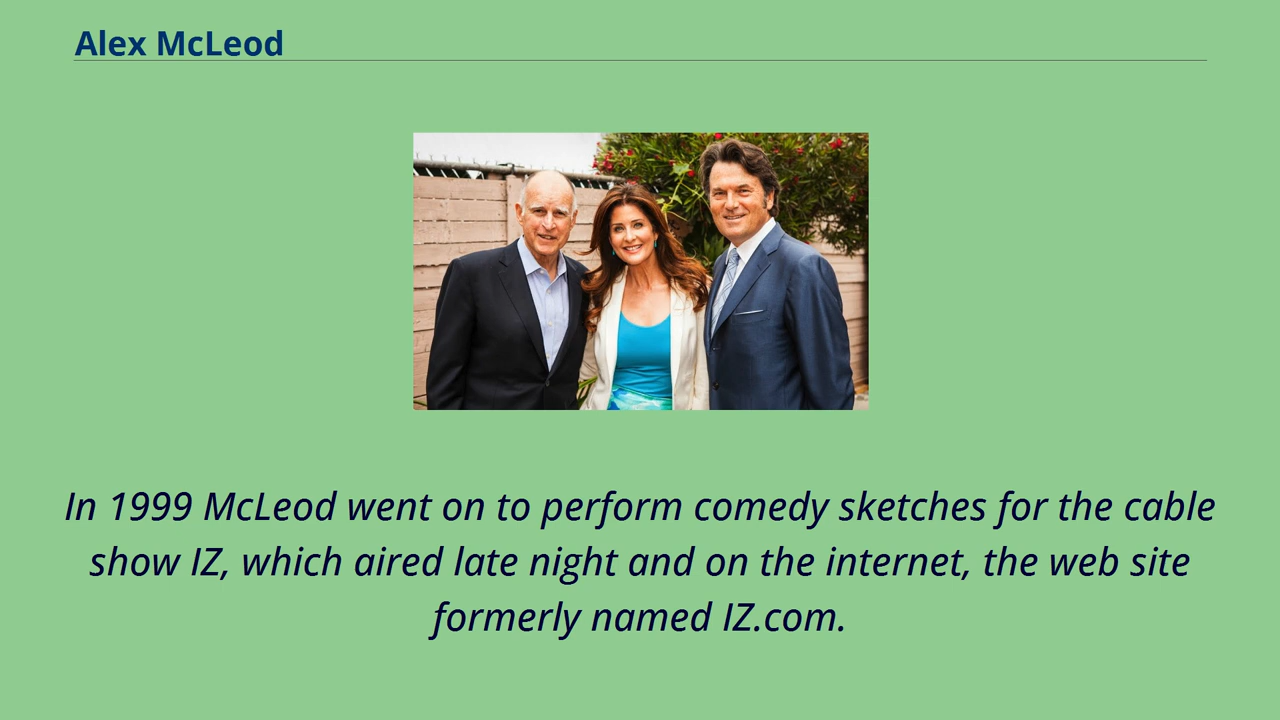 Alex McLeod
In 1999 McLeod went on to perform comedy sketches for the cable
show IZ, which aired late night and on the internet, the web site
formerly named IZ.com.